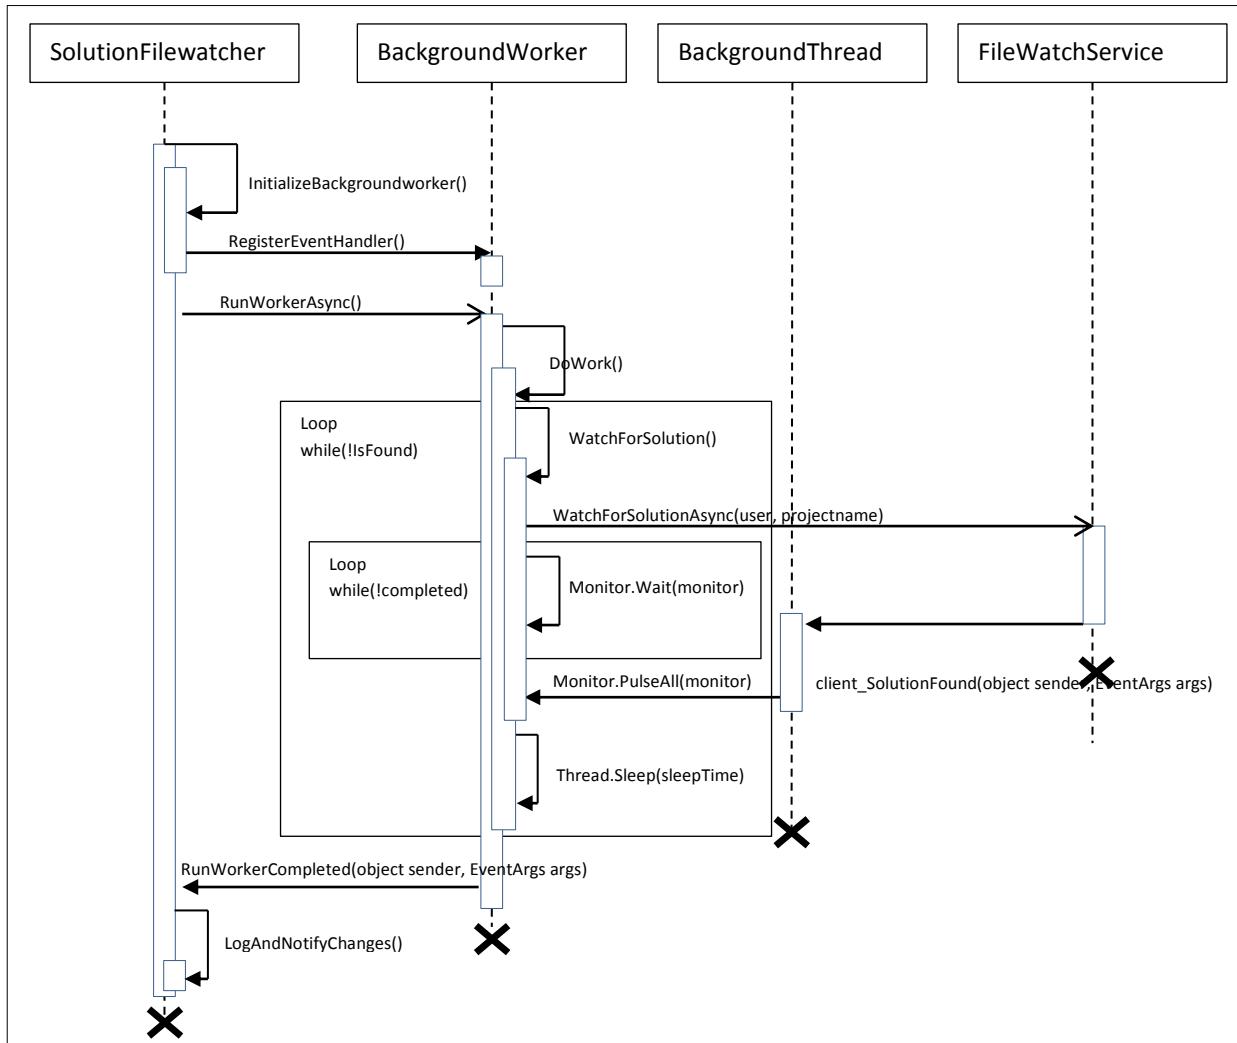 SolutionFilewatcher
BackgroundWorker
BackgroundThread
FileWatchService
InitializeBackgroundworker()
RegisterEventHandler()
RunWorkerAsync()
DoWork()
Loop
while(!IsFound)
WatchForSolution()
WatchForSolutionAsync(user, projectname)
Loop
while(!completed)
Monitor.Wait(monitor)
Monitor.PulseAll(monitor)
client_SolutionFound(object sender, EventArgs args)
Thread.Sleep(sleepTime)
RunWorkerCompleted(object sender, EventArgs args)
LogAndNotifyChanges()